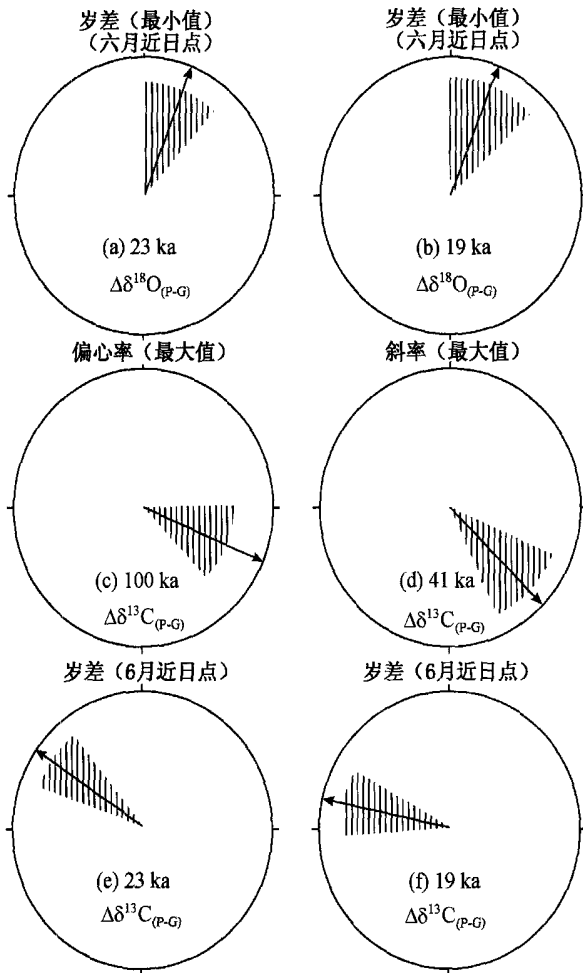 岁差（最小值）
（六月近日点）
(a) 23 ka
Δδ¹⁸O(P-G)
岁差（最小值）
（六月近日点）
(b) 19 ka
Δδ¹⁸O(P-G)
偏心率（最大值）
(c) 100 ka
Δδ¹³C(P-G)
斜率（最大值）
(d) 41 ka
Δδ¹³C(P-G)
岁差（6月近日点）
(e) 23 ka
Δδ¹³C(P-G)
岁差（6月近日点）
(f) 19 ka
Δδ¹³C(P-G)